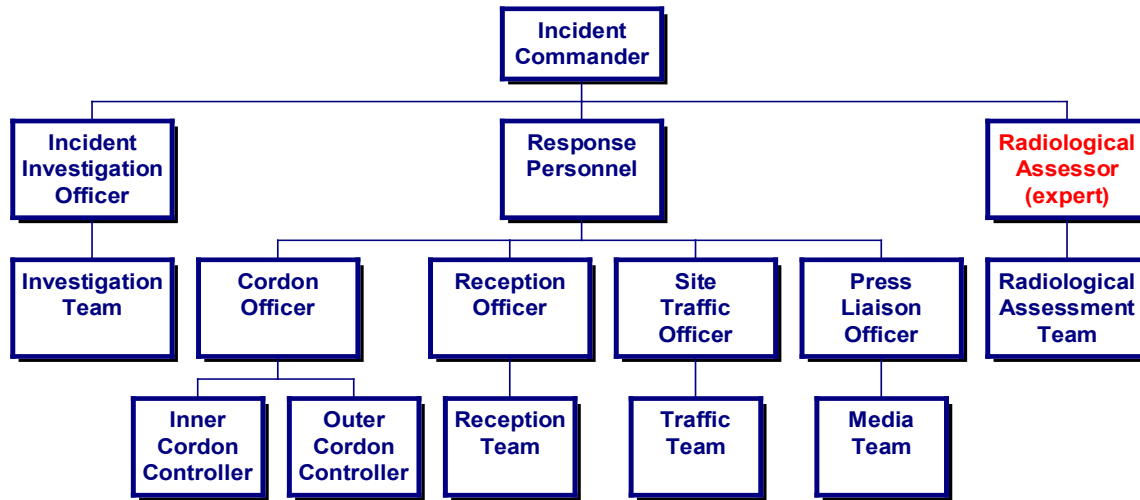 Incident
Commander
Incident
Investigation
Officer
Response
Personnel
Radiological
Assessor
(expert)
Investigation
Team
Cordon
Officer
Reception
Officer
Site
Traffic
Officer
Press
Liaison
Officer
Radiological
Assessment
Team
Inner
Cordon
Controller
Outer
Cordon
Controller
Reception
Team
Traffic
Team
Media
Team